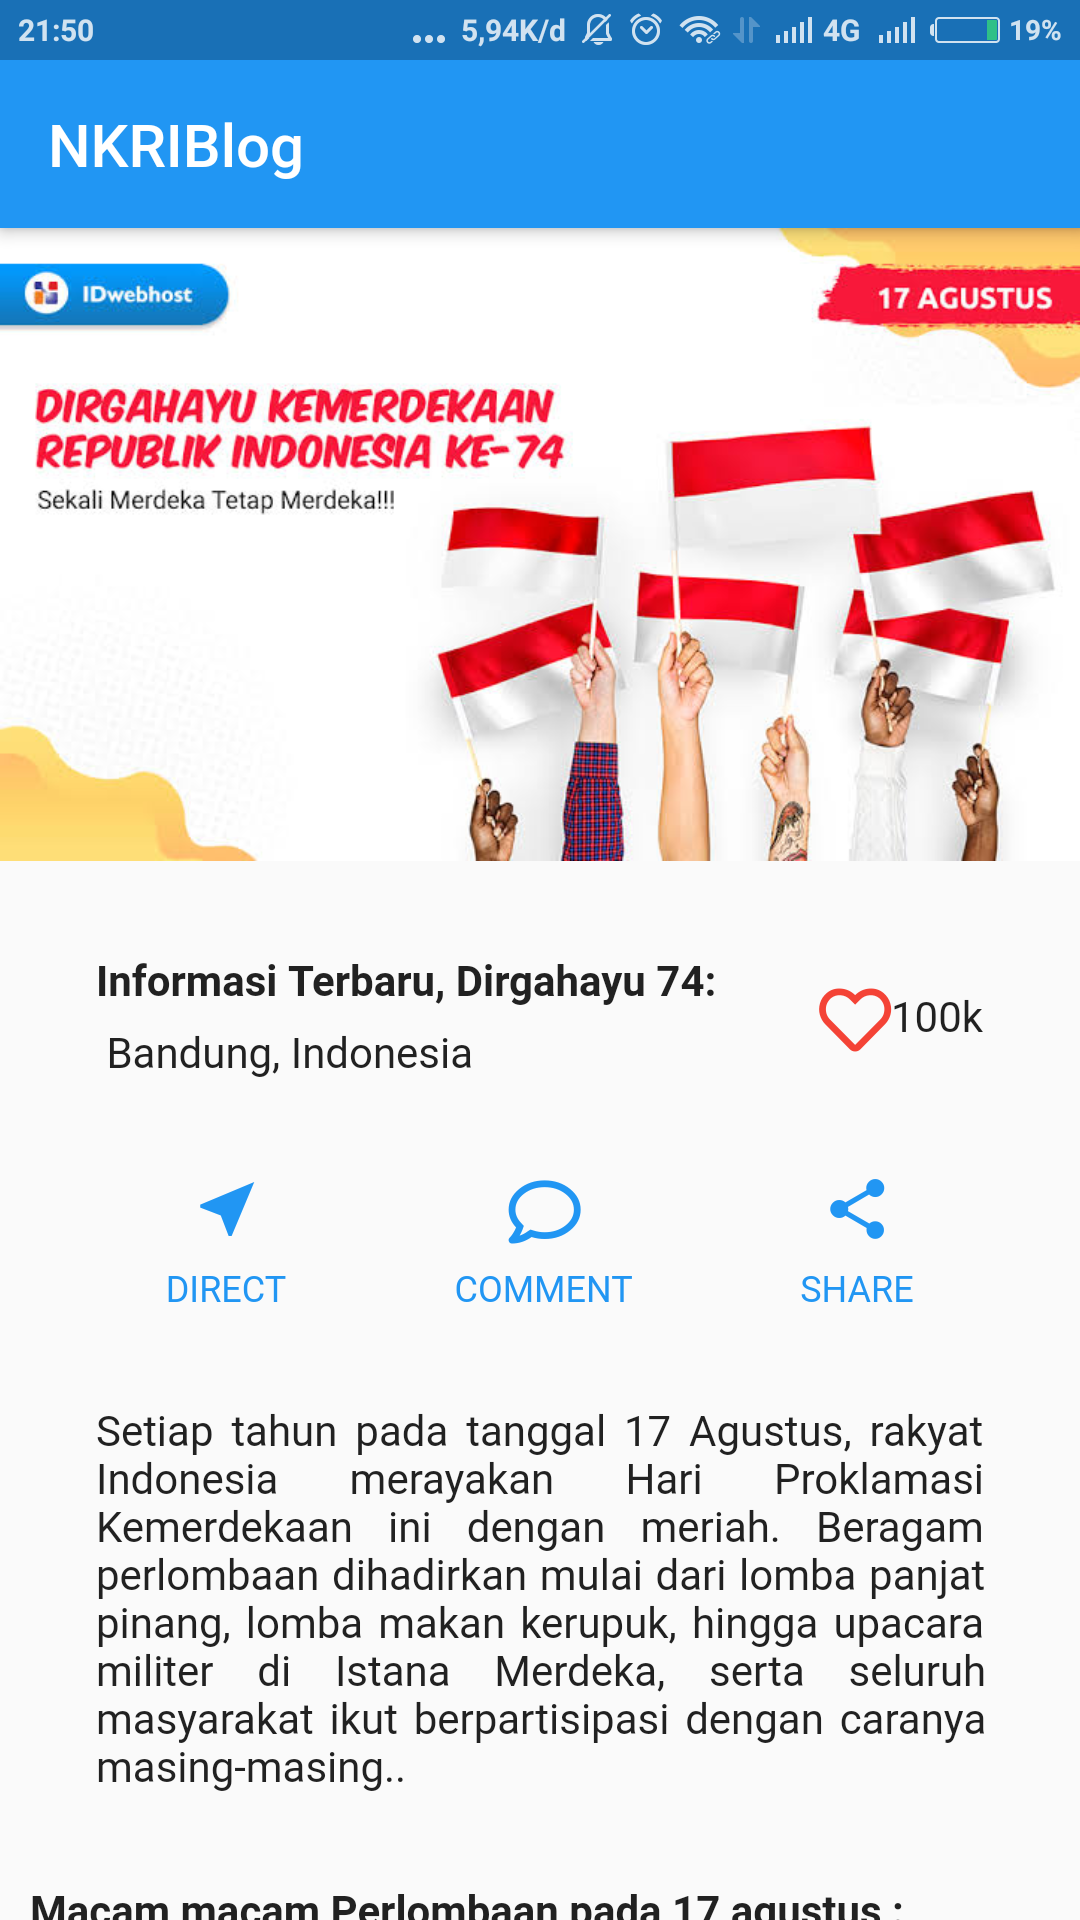 21:50
... 5,94K/d 4G 19%
NKRIBlog
IDwebhost
17 AGUSTUS
DIRGAHAYU KEMERDEKAAN
REPUBLIK INDONESIA KE-74
Sekali Merdeka Tetap Merdeka!!!
Informasi Terbaru, Dirgahayu 74:
100k
Bandung, Indonesia
DIRECT
COMMENT
SHARE
Setiap tahun pada tanggal 17 Agustus, rakyat
Indonesia merayakan Hari Proklamasi
Kemerdekaan ini dengan meriah. Beragam
perlombaan dihadirkan mulai dari lomba panjat
pinang, lomba makan kerupuk, hingga upacara
militer di Istana Merdeka, serta seluruh
masyarakat ikut berpartisipasi dengan caranya
masing-masing..
Macam macam Perlombaan pada 17 agustus :